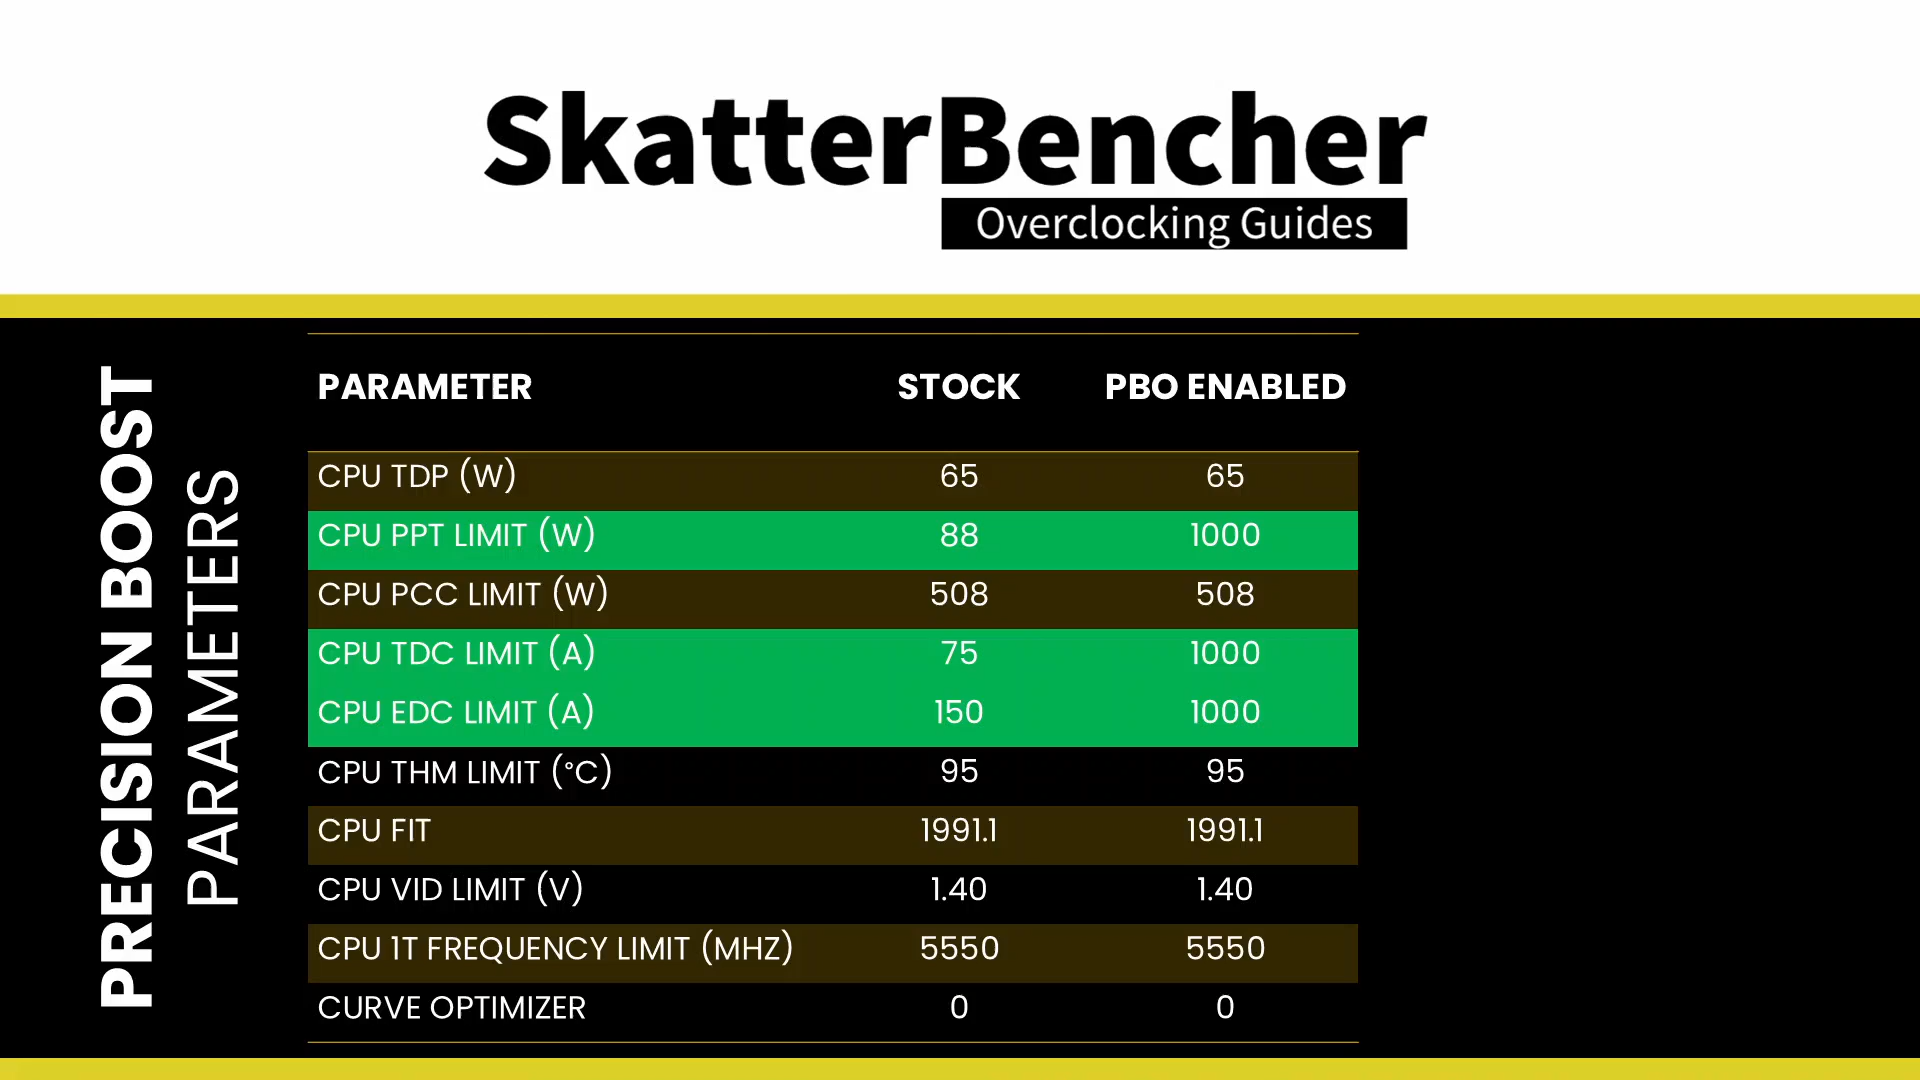 SkatterBencher
Overclocking Guides
PRECISION BOOST
PARAMETERS
PARAMETER STOCK PBO ENABLED
CPU TDP (W) 65 65
CPU PPT LIMIT (W) 88 1000
CPU PCC LIMIT (W) 508 508
CPU TDC LIMIT (A) 75 1000
CPU EDC LIMIT (A) 150 1000
CPU THM LIMIT (°C) 95 95
CPU FIT 1991.1 1991.1
CPU VID LIMIT (V) 1.40 1.40
CPU 1T FREQUENCY LIMIT (MHZ) 5550 5550
CURVE OPTIMIZER 0 0